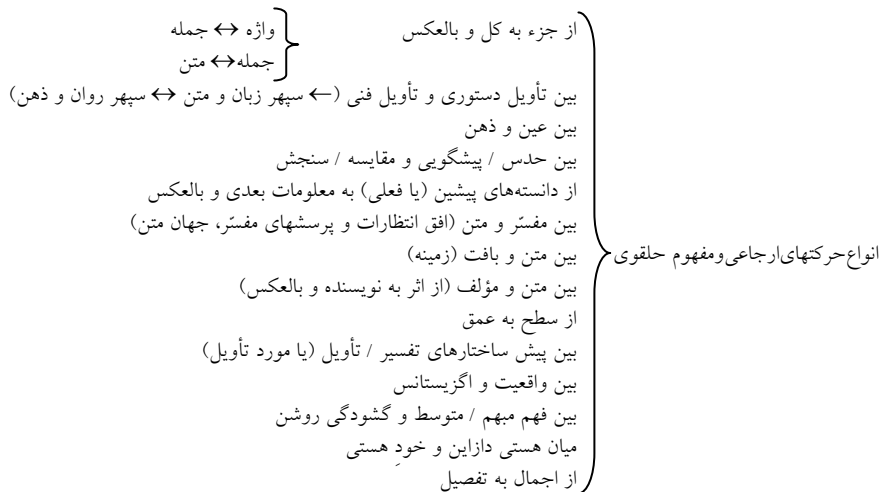 از جزء به کل و بالعکس
واژه ↔ جمله
جمله↔ متن
بین تأویل دستوری و تأویل فنی (← سپهر زبان و متن ↔ سپهر روان و ذهن)
بین عین و ذهن
بین حدس / پیشگویی و مقایسه / سنجش
از دانسته‌های پیشین (یا فعلی) به معلومات بعدی و بالعکس
بین مفسّر و متن (افق انتظارات و پرسشهای مفسّر، جهان متن)
انواع‌حرکتهای‌ارجاعی‌ومفهوم حلقوی
بین متن و بافت (زمینه)
بین متن و مؤلف (از اثر به نویسنده و بالعکس)
از سطح به عمق
بین پیش ساختارهای تفسیر / تأویل (یا مورد تأویل)
بین واقعیت و اگزیستانس
بین فهم مبهم / متوسط و گشودگی روشن
میان هستی دازاین و خودِ هستی
از اجمال به تفصیل